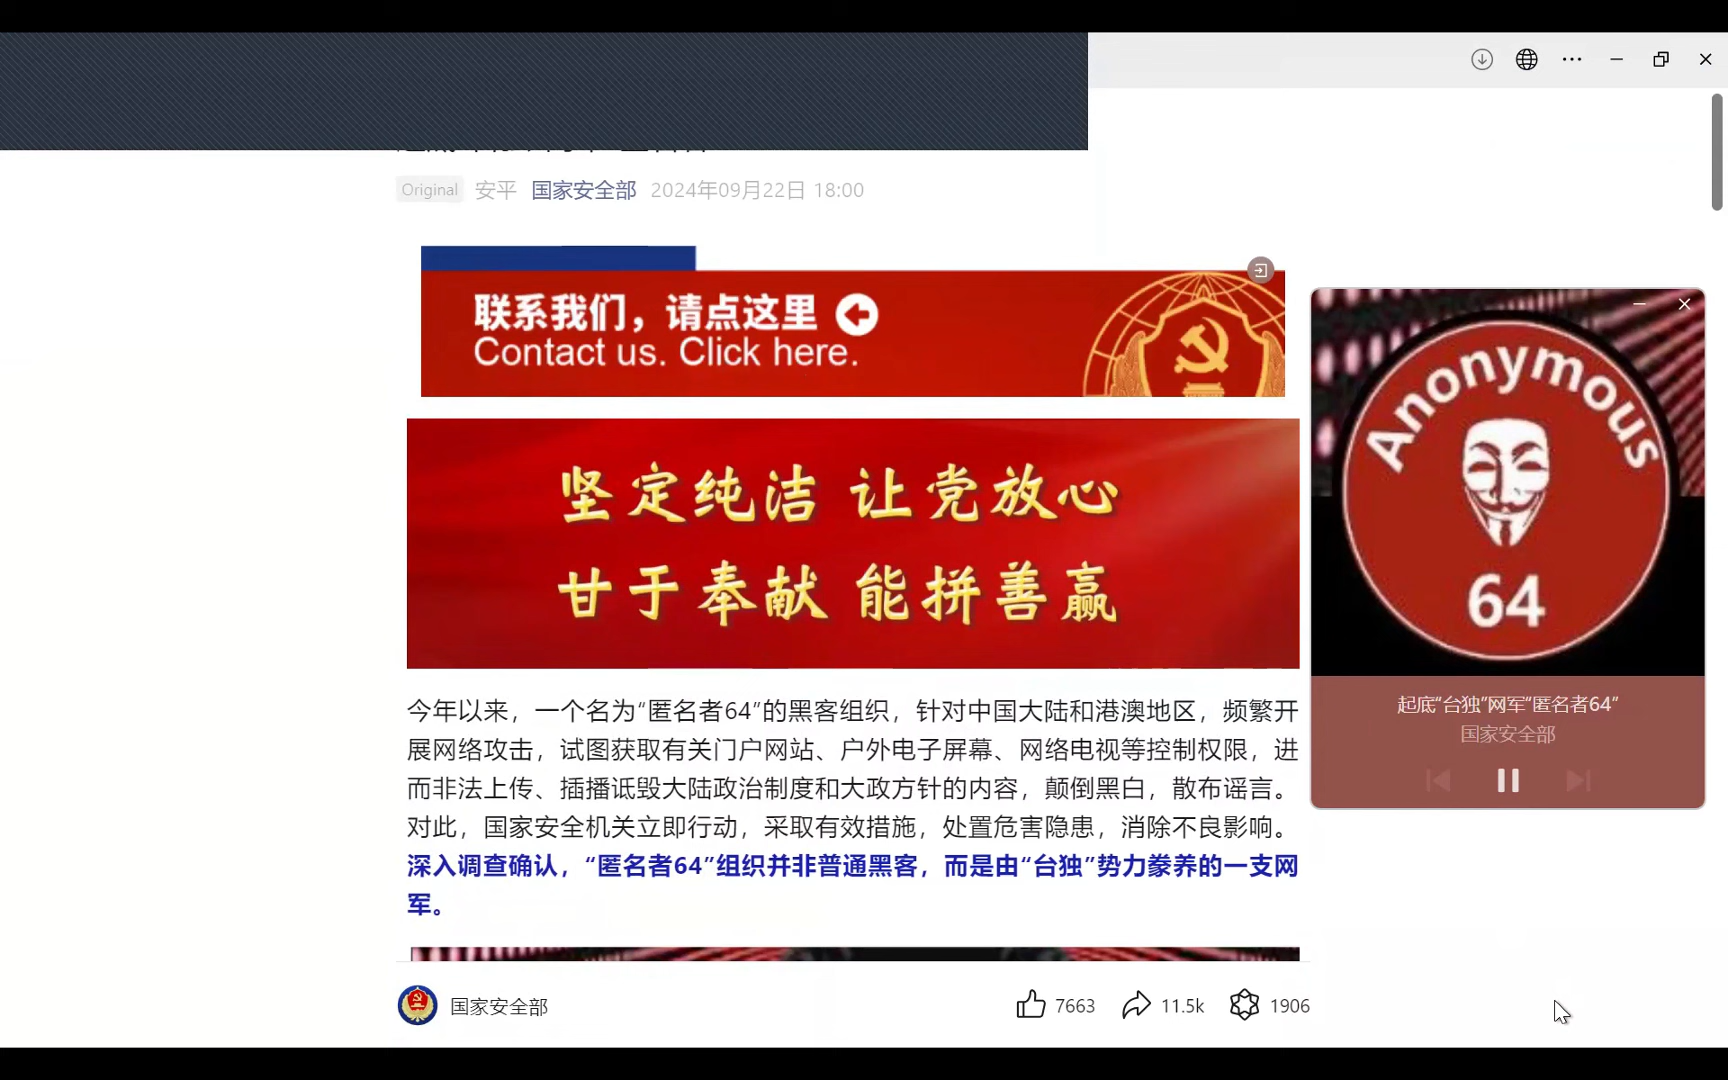 Original 安平 国家安全部 2024年09月22日 18:00
联系我们，请点这里
Contact us. Click here.
坚定纯洁 让党放心
甘于奉献 能拼善赢
今年以来，一个名为“匿名者64”的黑客组织，针对中国大陆和港澳地区，频繁开
展网络攻击，试图获取有关门户网站、户外电子屏幕、网络电视等控制权限，进
而非法上传、插播诋毁大陆政治制度和大政方针的内容，颠倒黑白，散布谣言。
对此，国家安全机关立即行动，采取有效措施，处置危害隐患，消除不良影响。
深入调查确认，“匿名者64”组织并非普通黑客，而是由“台独”势力豢养的一支网
军。
国家安全部
7663
11.5k
1906
Anonymous
64
起底“台独”网军“匿名者64”
国家安全部